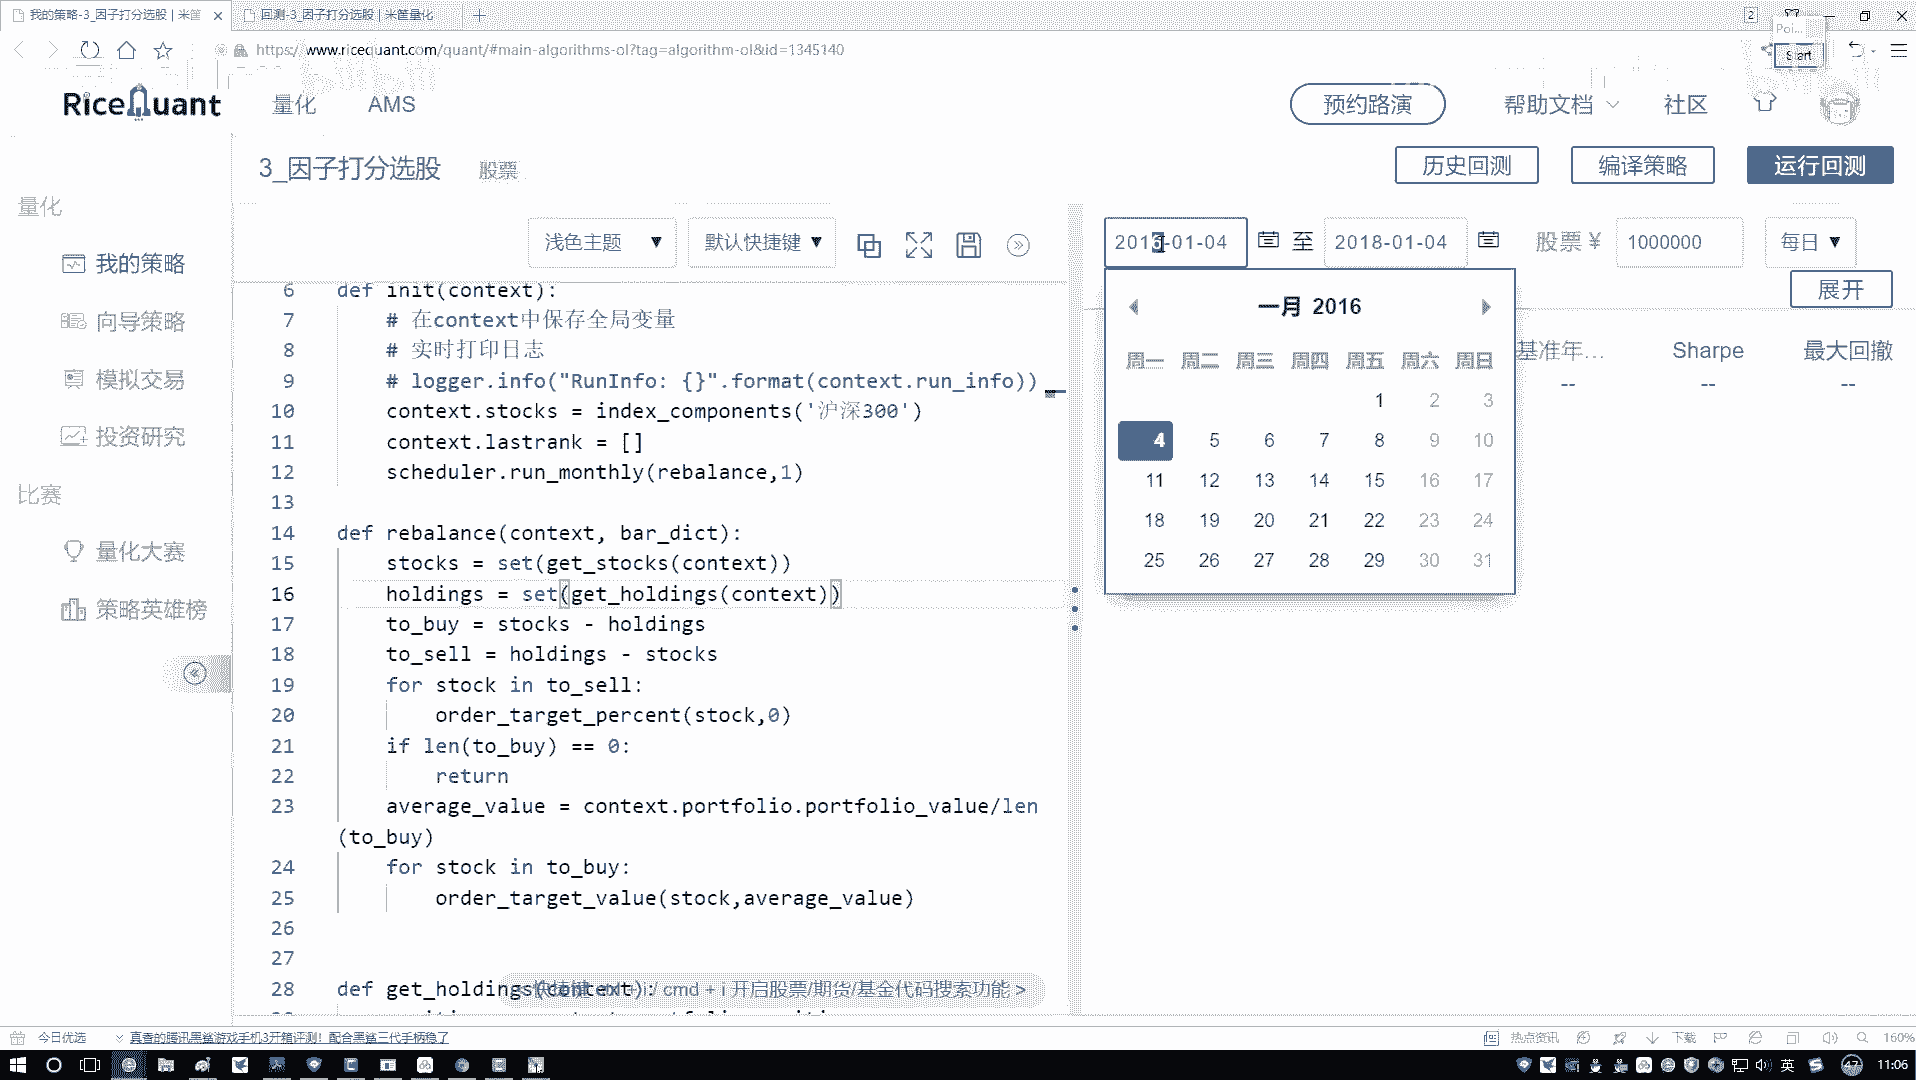 我的策略-3_因子打分选股 | 米筐
回测-3_因子打分选股 | 米筐量化
2
https://www.ricequant.com/quant/#main-algorithms-ol?tag=algorithm-ol&id=1345140
Poi...
Start
RiceQuant
量化
AMS
预约路演
帮助文档
社区
3_因子打分选股
股票
历史回测
编译策略
运行回测
量化
我的策略
向导策略
模拟交易
投资研究
比赛
量化大赛
策略英雄榜
浅色主题 ▼
默认快捷键 ▼
2016-01-04
至
2018-01-04
股票 ¥
1000000
每日 ▼
展开
一月 2016
周一 周二 周三 周四 周五 周六 周日
1 2 3
4 5 6 7 8 9 10
11 12 13 14 15 16 17
18 19 20 21 22 23 24
25 26 27 28 29 30 31
基准年...
Sharpe
最大回撤
-- -- --
6 def init(context):
7 # 在context中保存全局变量
8 # 实时打印日志
9 # logger.info("RunInfo: {}".format(context.run_info))
10 context.stocks = index_components('沪深300')
11 context.lastrank = []
12 scheduler.run_monthly(rebalance,1)
13
14 def rebalance(context, bar_dict):
15 stocks = set(get_stocks(context))
16 holdings = set(get_holdings(context))
17 to_buy = stocks - holdings
18 to_sell = holdings - stocks
19 for stock in to_sell:
20 order_target_percent(stock,0)
21 if len(to_buy) == 0:
22 return
23 average_value = context.portfolio.portfolio_value/len
(to_buy)
24 for stock in to_buy:
25 order_target_value(stock,average_value)
26
27
28 def get_holdings(context):
/ cmd + i 开启股票/期货/基金代码搜索功能 >
今日优选
真香的腾讯黑鲨游戏手机3开箱评测！配合黑鲨三代手柄稳了
热点资讯
下载
160%
英
47
11:06